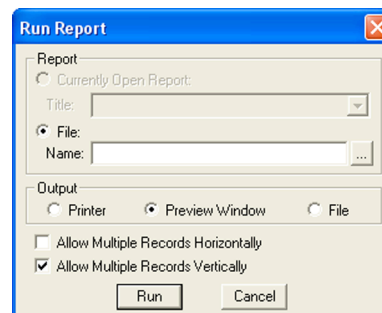 Run Report
Report
Currently Open Report:
Title:
File:
Name:
...
Output
Printer Preview Window File
Allow Multiple Records Horizontally
Allow Multiple Records Vertically
Run Cancel